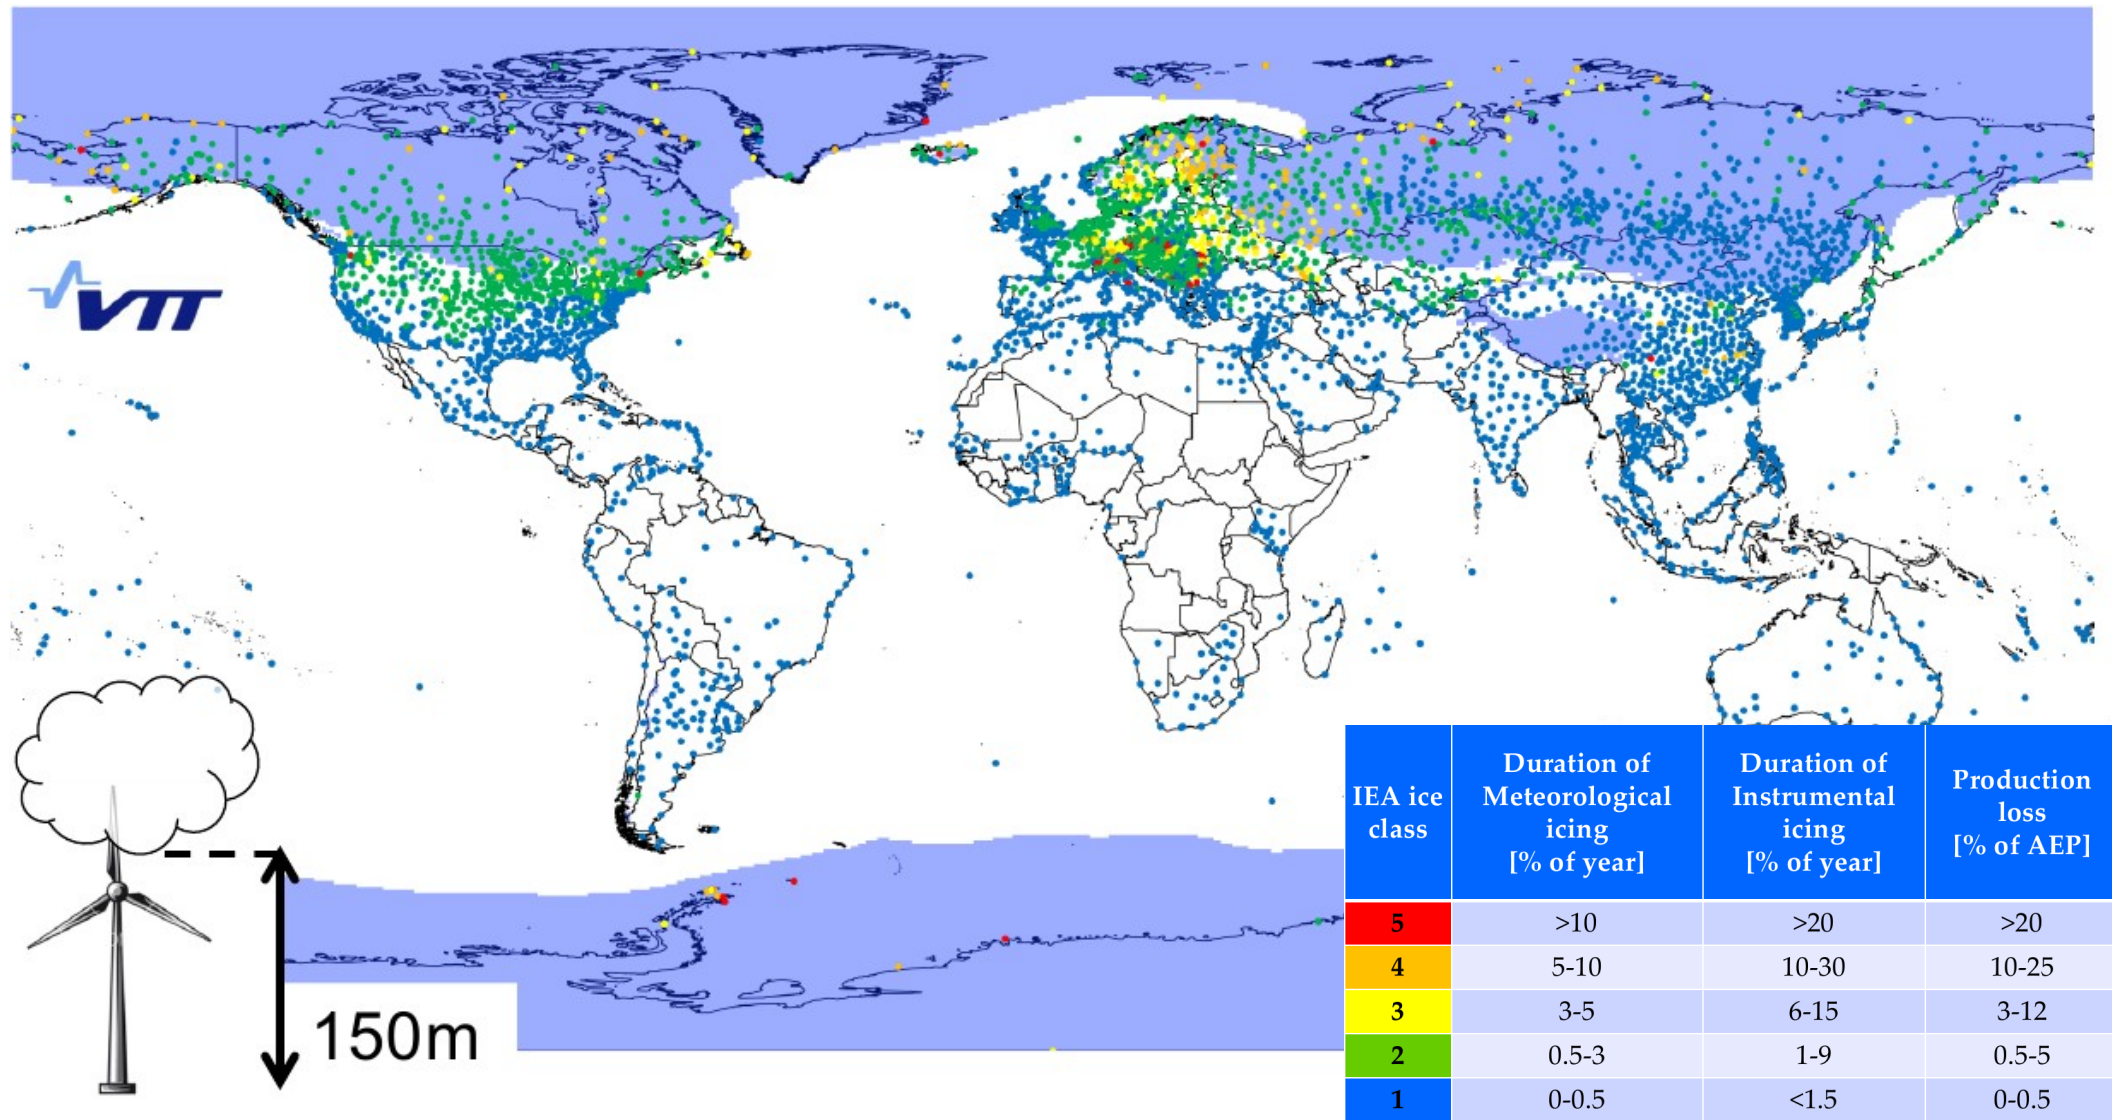 VTT
150m
IEA ice
class
Duration of
Meteorological
icing
[% of year]
Duration of
Instrumental
icing
[% of year]
Production
loss
[% of AEP]
5 >10 >20 >20
4 5-10 10-30 10-25
3 3-5 6-15 3-12
2 0.5-3 1-9 0.5-5
1 0-0.5 <1.5 0-0.5